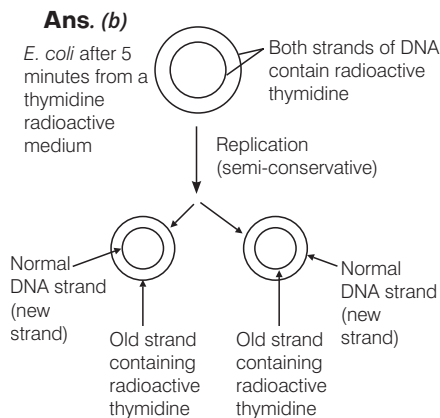 Ans. (b)
E. coli after 5
minutes from a
thymidine
radioactive
medium
Both strands of DNA
contain radioactive
thymidine
Replication
(semi-conservative)
Normal
DNA strand
(new
strand)
Old strand
containing
radioactive
thymidine
Old strand
containing
radioactive
thymidine
Normal
DNA strand
(new
strand)